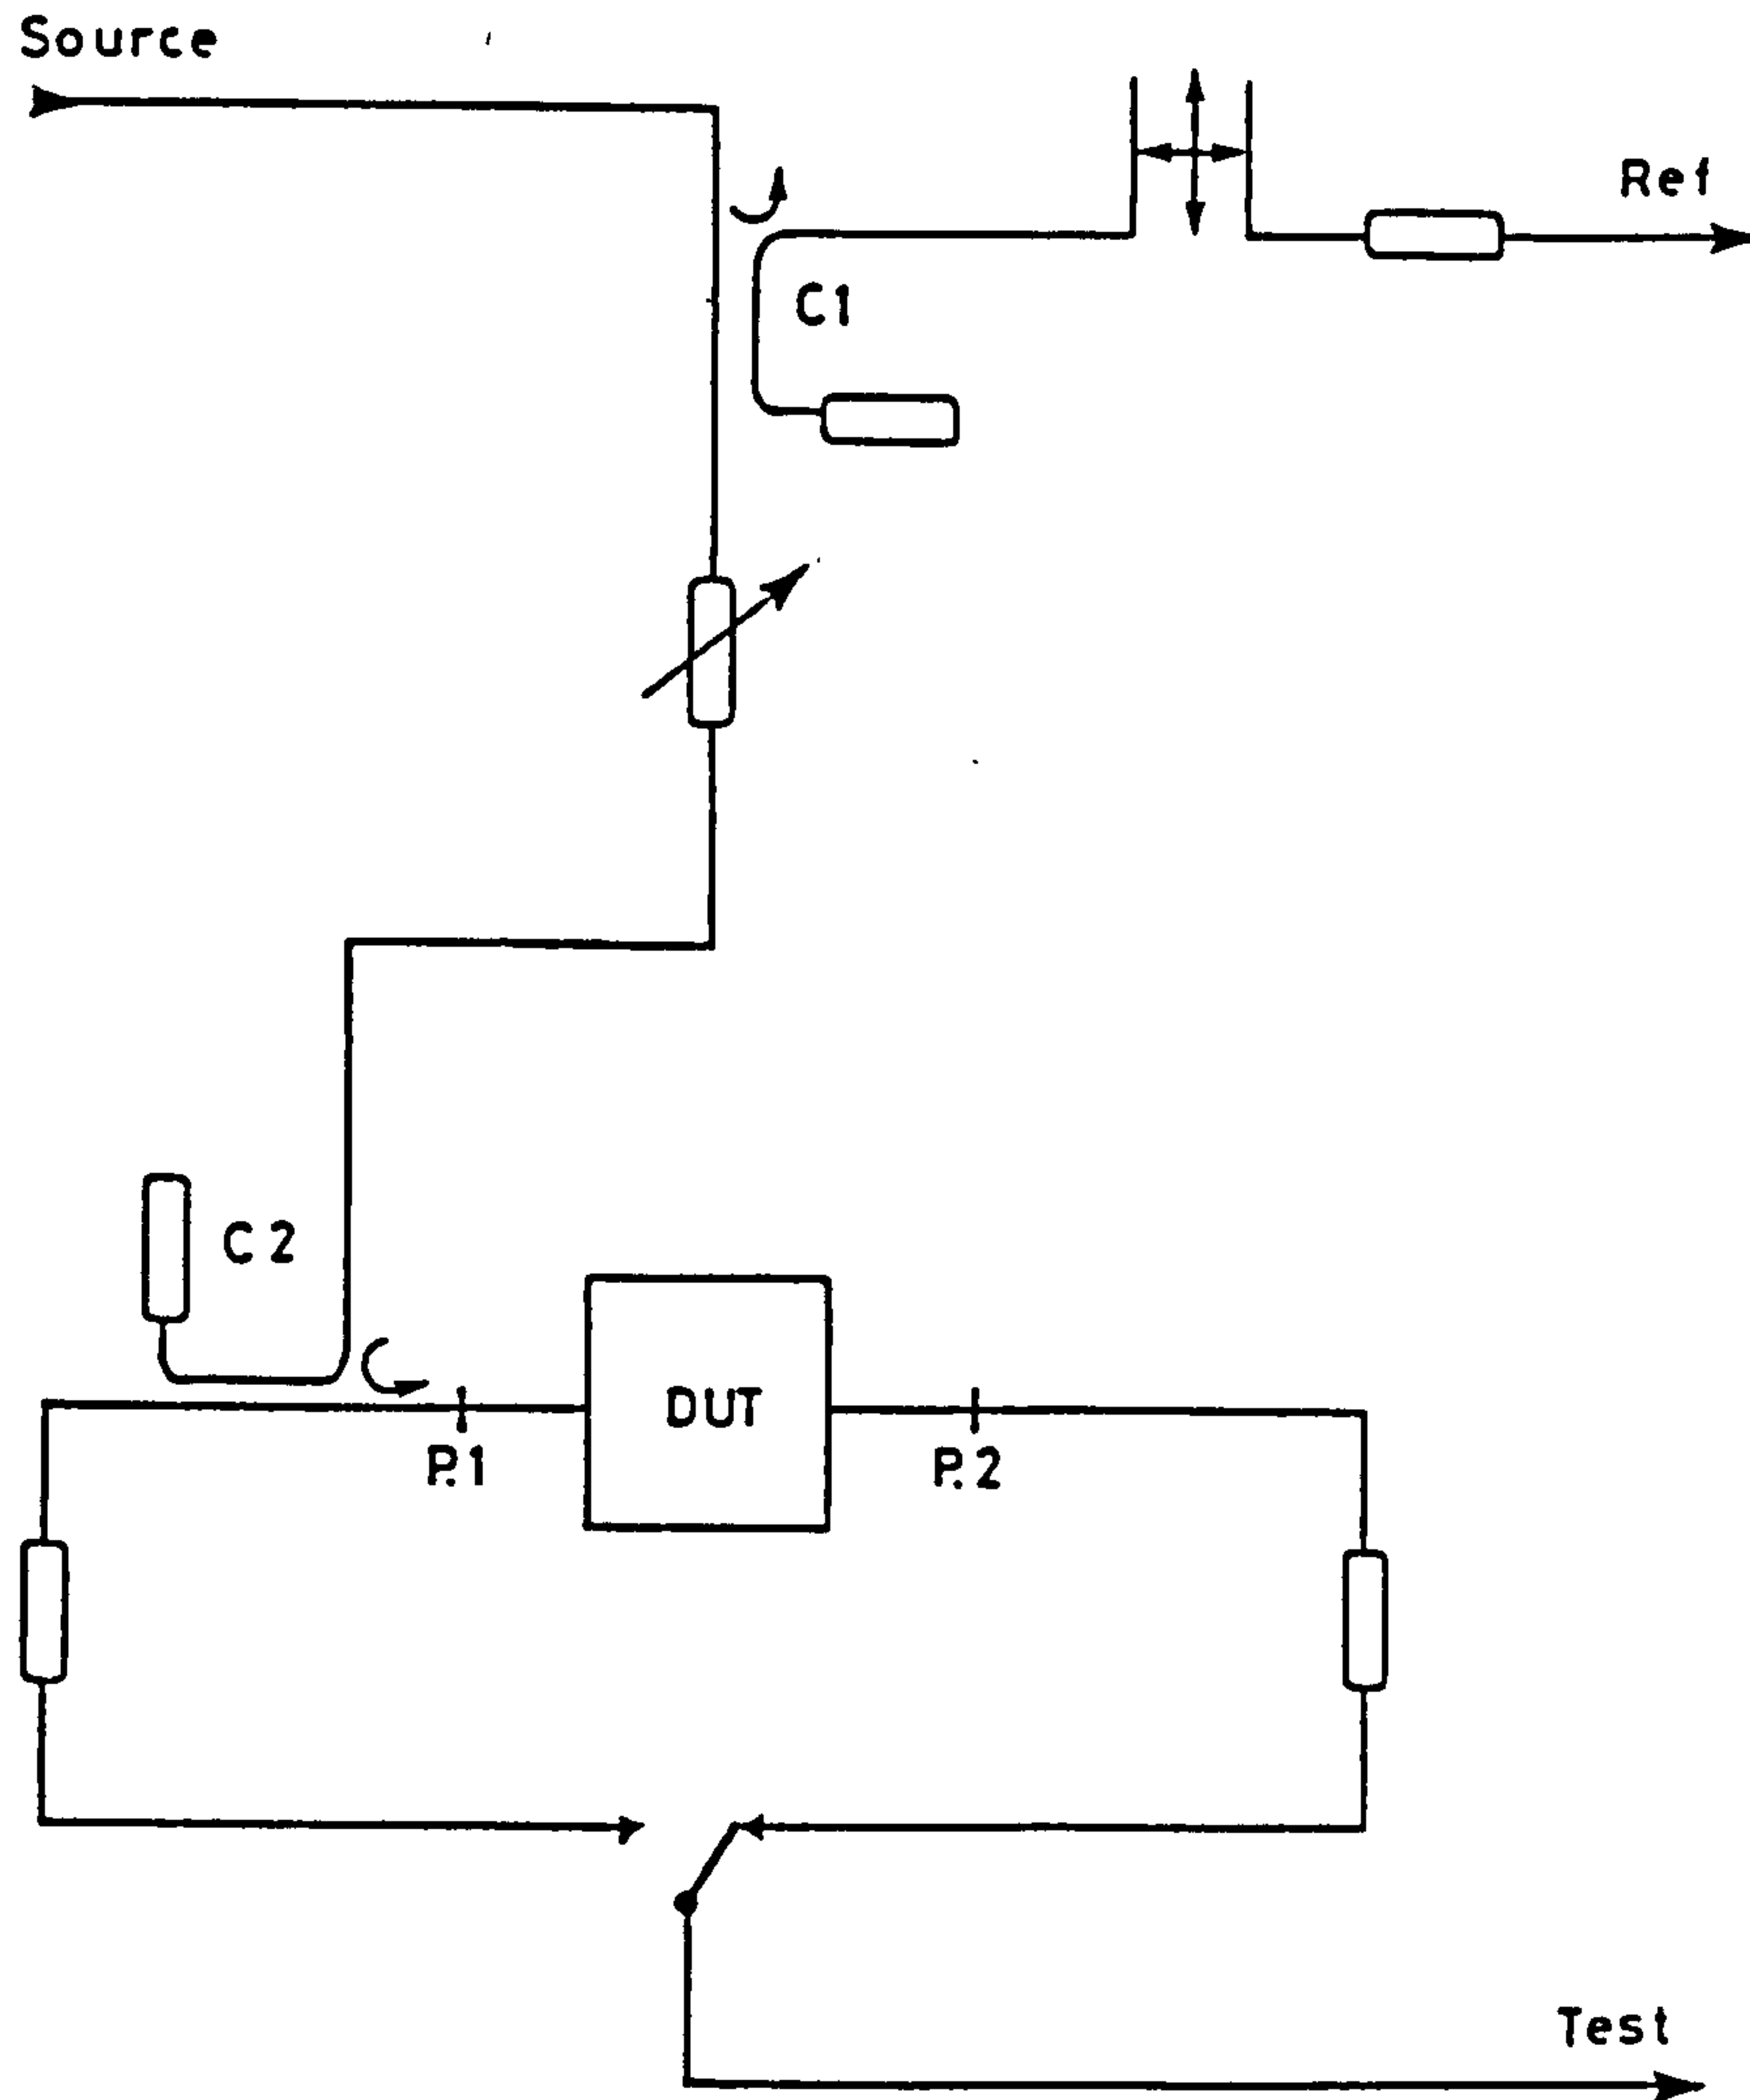 Source
Ref
C1
C2
DUT
P.1
P.2
Test